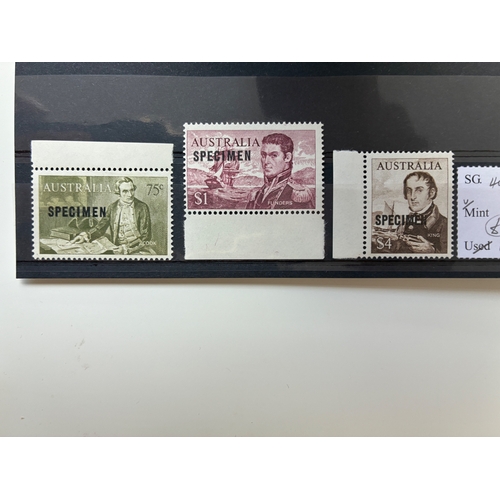 AUSTRALIA
75c
SPECIMEN
COOK
AUSTRALIA
SPECIMEN
$1
FLINDERS
AUSTRALIA
SPECIMEN
$4
KING
SG.
Mint
Used